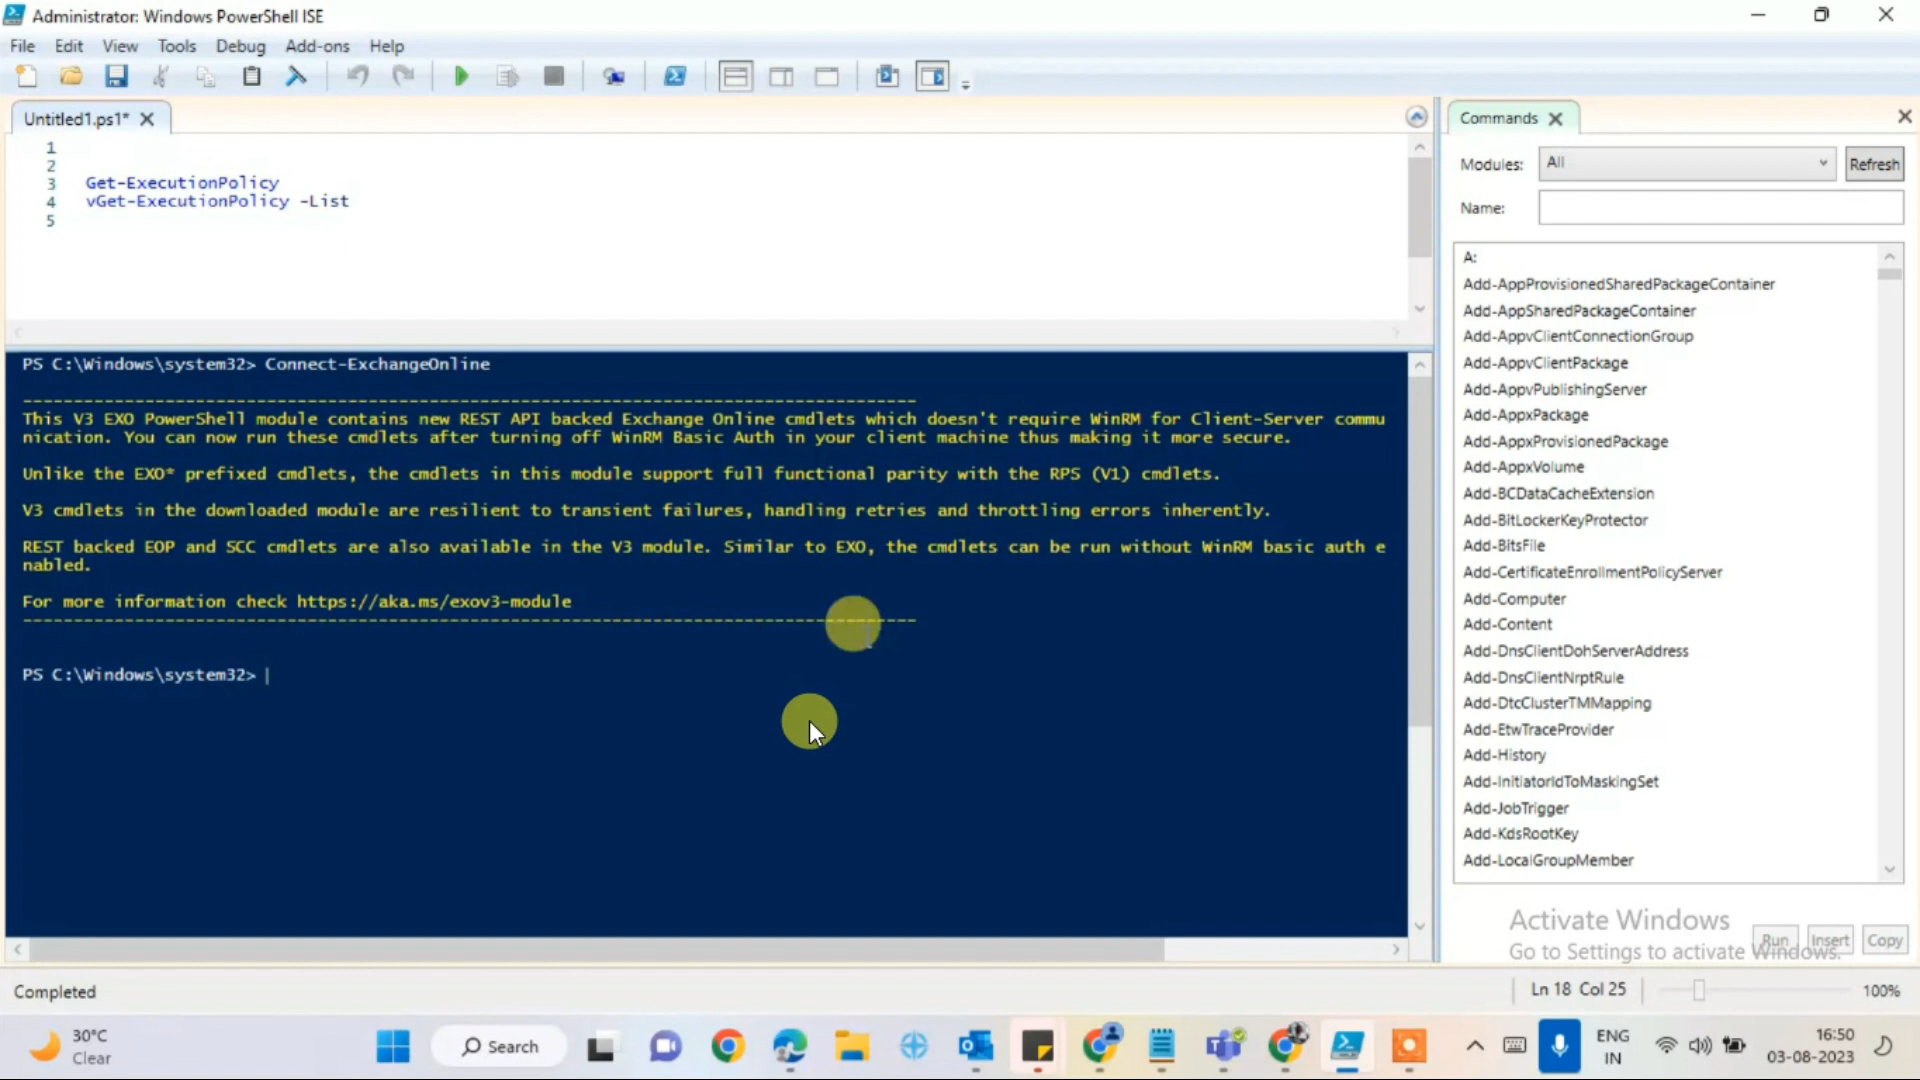 Administrator: Windows PowerShell ISE
File Edit View Tools Debug Add-ons Help
Untitled1.ps1*
1
2
3 Get-ExecutionPolicy
4 vGet-ExecutionPolicy -List
5
PS C:\Windows\system32> Connect-ExchangeOnline
----------------------------------------------------------------------------------------
This V3 EXO PowerShell module contains new REST API backed Exchange Online cmdlets which doesn't require WinRM for Client-Server commu
nication. You can now run these cmdlets after turning off WinRM Basic Auth in your client machine thus making it more secure.
Unlike the EXO* prefixed cmdlets, the cmdlets in this module support full functional parity with the RPS (V1) cmdlets.
V3 cmdlets in the downloaded module are resilient to transient failures, handling retries and throttling errors inherently.
REST backed EOP and SCC cmdlets are also available in the V3 module. Similar to EXO, the cmdlets can be run without WinRM basic auth e
nabled.
For more information check https://aka.ms/exov3-module
----------------------------------------------------------------------------------------
PS C:\Windows\system32>
Commands
Modules: All Refresh
Name:
A:
Add-AppProvisionedSharedPackageContainer
Add-AppSharedPackageContainer
Add-AppvClientConnectionGroup
Add-AppvClientPackage
Add-AppvPublishingServer
Add-AppxPackage
Add-AppxProvisionedPackage
Add-AppxVolume
Add-BCDataCacheExtension
Add-BitLockerKeyProtector
Add-BitsFile
Add-CertificateEnrollmentPolicyServer
Add-Computer
Add-Content
Add-DnsClientDohServerAddress
Add-DnsClientNrptRule
Add-DtcClusterTMMapping
Add-EtwTraceProvider
Add-History
Add-InitiatorIdToMaskingSet
Add-JobTrigger
Add-KdsRootKey
Add-LocalGroupMember
Activate Windows
Go to Settings to activate Windows.
Run Insert Copy
Completed
Ln 18 Col 25
100%
30°C
Clear
Search
ENG
IN
16:50
03-08-2023